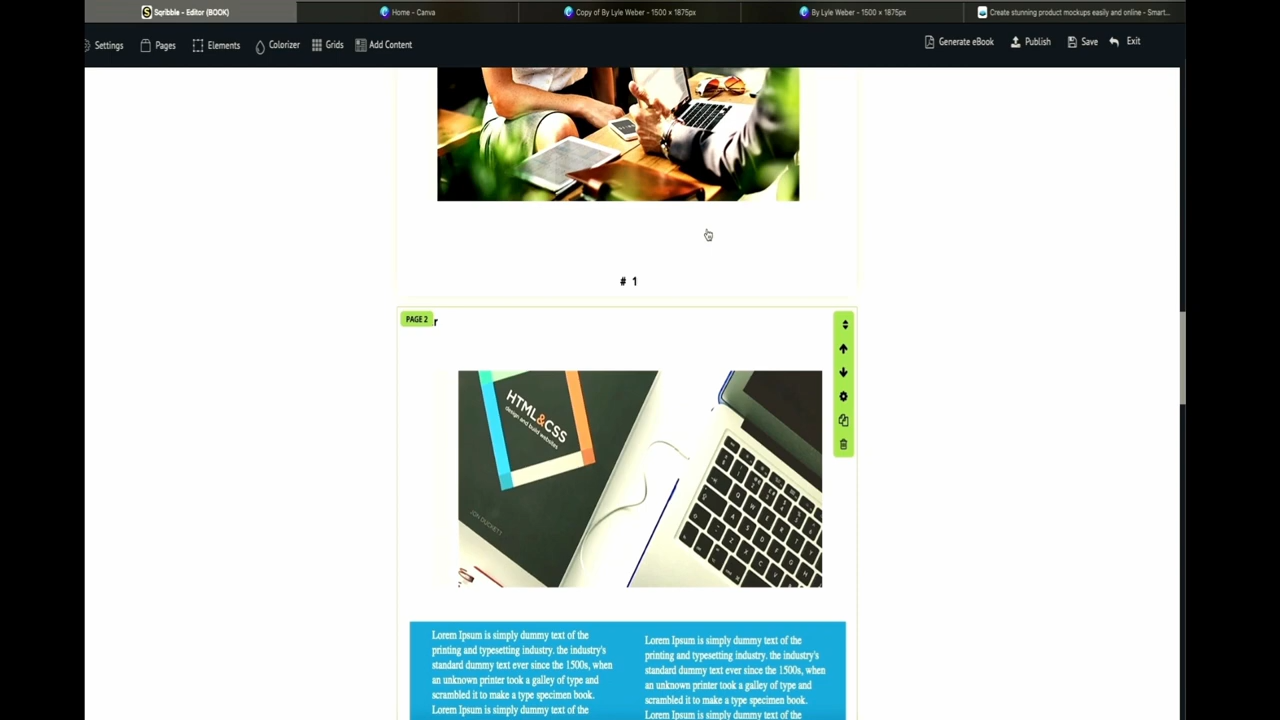 Sqribble - Editor (BOOK)
Home - Canva
Copy of By Lyle Weber - 1500 × 1875px
By Lyle Weber - 1500 × 1875px
Create stunning product mockups easily and online - Smart...
Settings
Pages
Elements
Colorizer
Grids
Add Content
Generate eBook
Publish
Save
Exit
# 1
PAGE 2
r
HTML&CSS
design and build websites
JON DUCKETT
Lorem Ipsum is simply dummy text of the
printing and typesetting industry. the industry's
standard dummy text ever since the 1500s, when
an unknown printer took a galley of type and
scrambled it to make a type specimen book.
Lorem Ipsum is simply dummy text of the
Lorem Ipsum is simply dummy text of the
printing and typesetting industry. the industry's
standard dummy text ever since the 1500s, when
an unknown printer took a galley of type and
scrambled it to make a type specimen book.
Lorem Ipsum is simply dummy text of the